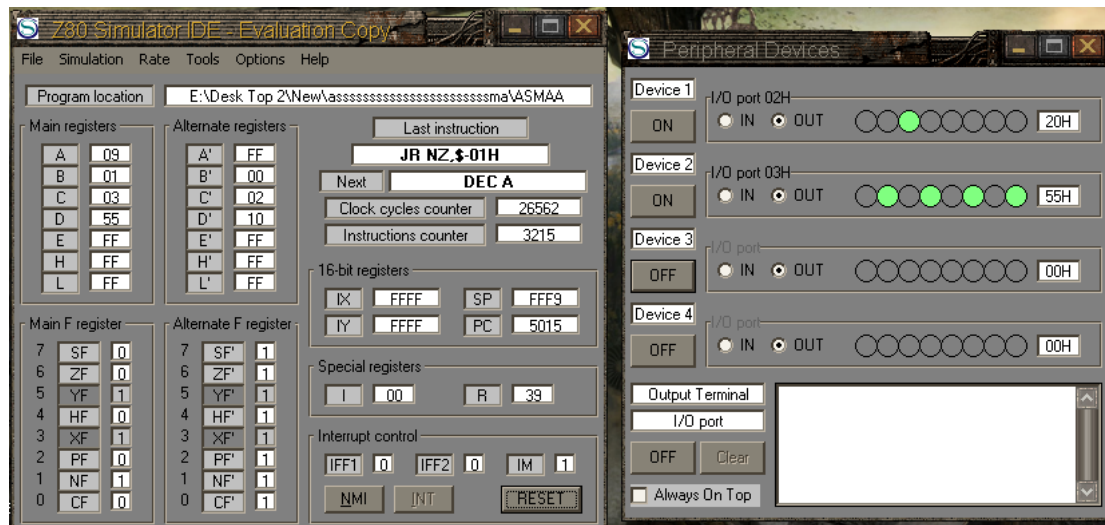 Z80 Simulator IDE - Evaluation Copy
File Simulation Rate Tools Options Help
Program location E:\Desk Top 2\New\assssssssssssssssssssssssma\ASMAA
Main registers
A 09
B 01
C 03
D 55
E FF
H FF
L FF
Alternate registers
A' FF
B' 00
C' 02
D' 10
E' FF
H' FF
L' FF
Last instruction
JR NZ,$-01H
Next DEC A
Clock cycles counter 26562
Instructions counter 3215
16-bit registers
IX FFFF SP FFF9
IY FFFF PC 5015
Main F register
7 SF 0
6 ZF 0
5 YF 1
4 HF 0
3 XF 1
2 PF 0
1 NF 1
0 CF 0
Alternate F register
7 SF' 1
6 ZF' 1
5 YF' 1
4 HF' 1
3 XF' 1
2 PF' 1
1 NF' 1
0 CF' 1
Special registers
I 00 R 39
Interrupt control
IFF1 0 IFF2 0 IM 1
NMI INT RESET
Peripheral Devices
Device 1
I/O port 02H
ON IN OUT 20H
Device 2
I/O port 03H
ON IN OUT 55H
Device 3
I/O port
OFF IN OUT 00H
Device 4
I/O port
OFF IN OUT 00H
Output Terminal
I/O port
OFF Clear
Always On Top